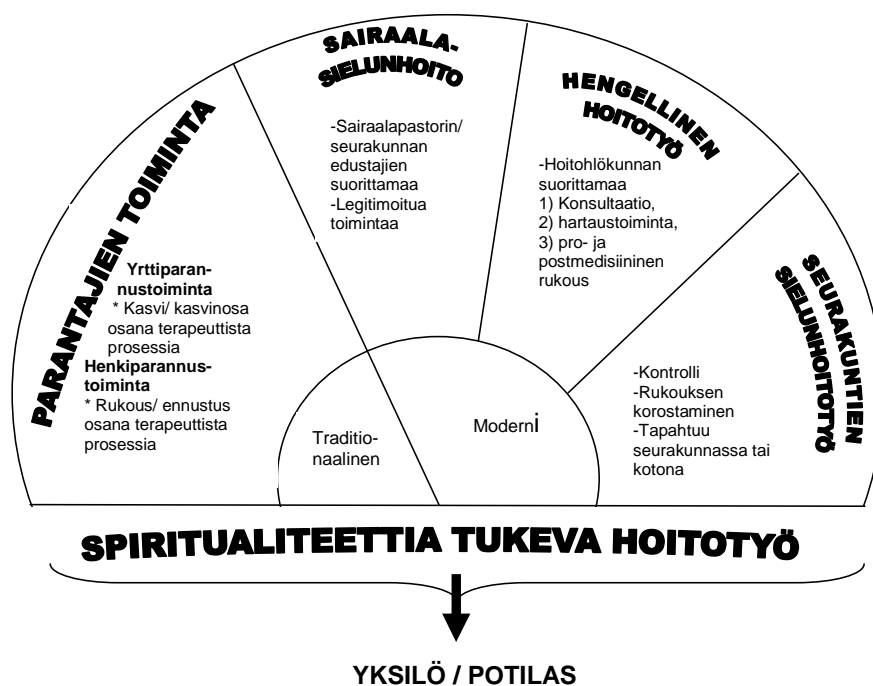 PARANTAJIEN TOIMINTA
Yrttiparan-
nustoiminta
* Kasvi/ kasvinosa
osana terapeuttista
prosessia
Henkiparannus-
toiminta
* Rukous/ ennustus
osana terapeuttista
prosessia
SAIRAALA-
SIELUNHOITO
-Sairaalapastorin/
seurakunnan
edustajien
suorittamaa
-Legitimoitua
toimintaa
HENGELLINEN
HOITOTYÖ
-Hoitohlökunnan
suorittamaa
1) Konsultaatio,
2) hartaustoiminta,
3) pro- ja
postmedisiininen
rukous
SEURAKUNTIEN
SIELUNHOITOTYÖ
-Kontrolli
-Rukouksen
korostaminen
-Tapahtuu
seurakunnassa tai
kotona
Traditio-
naalinen
Moderni
SPIRITUALITEETTIA TUKEVA HOITOTYÖ
YKSILÖ / POTILAS